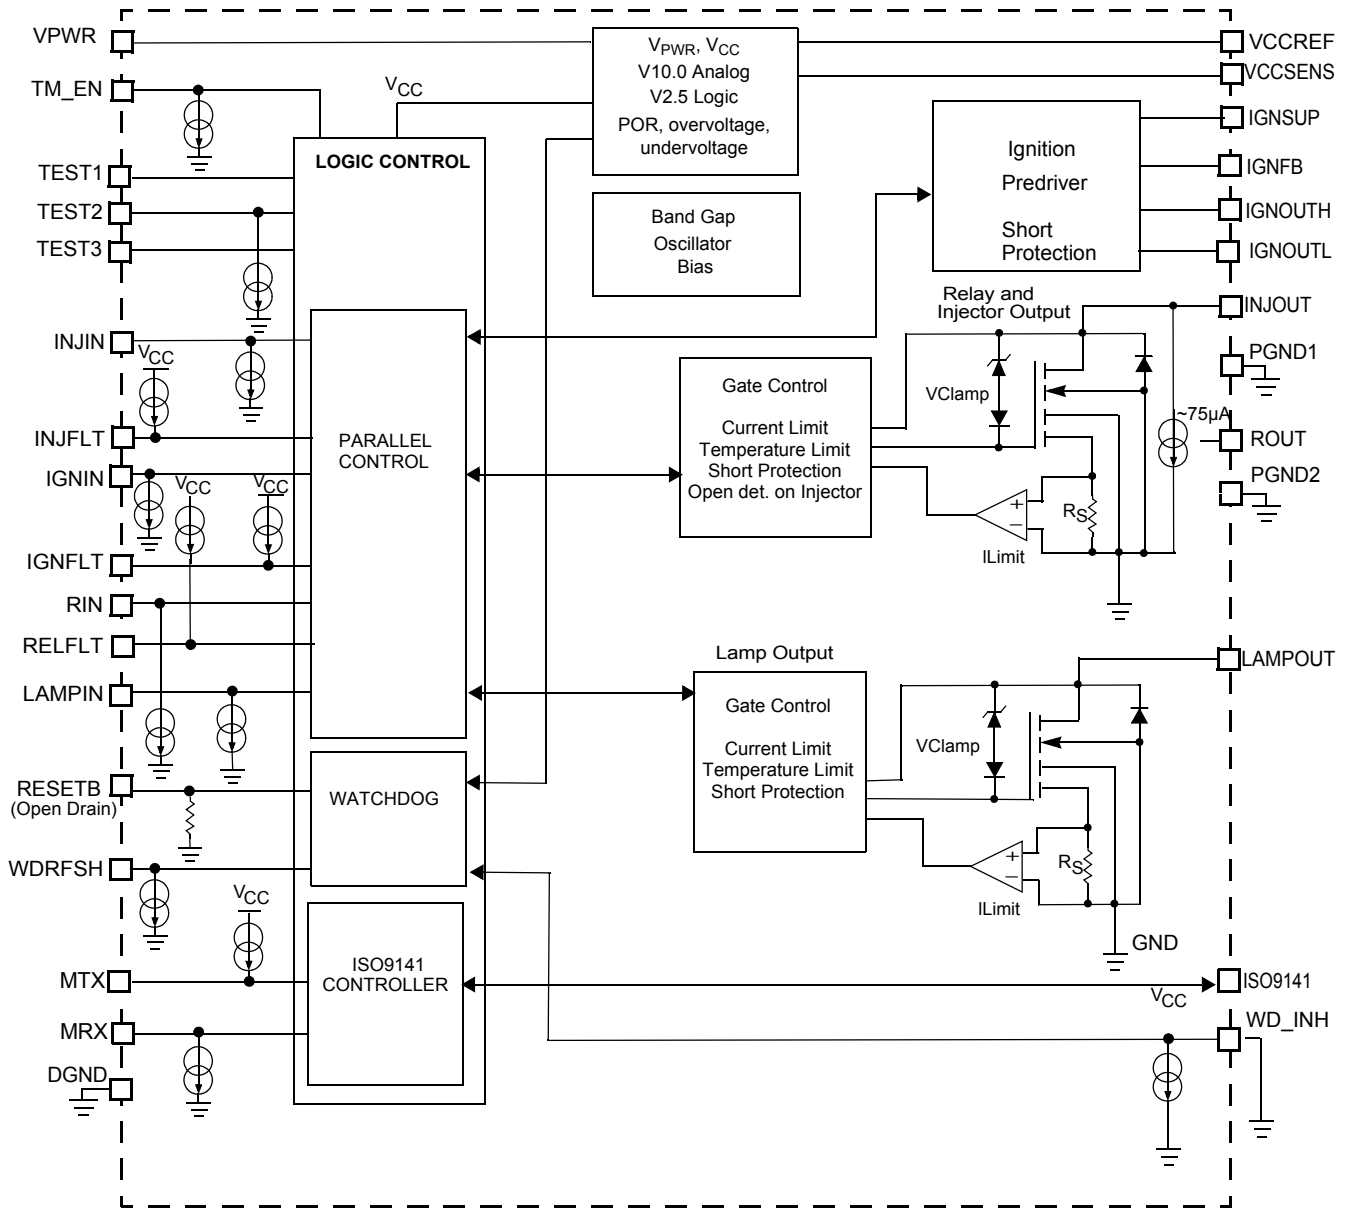 VPWR
TM_EN
TEST1
TEST2
TEST3
INJIN
VCC
INJFLT
IGNIN
VCC
VCC
IGNFLT
RIN
RELFLT
LAMPIN
RESETB
(Open Drain)
WDRFSH
VCC
MTX
MRX
DGND
VCC
LOGIC CONTROL
PARALLEL
CONTROL
WATCHDOG
ISO9141
CONTROLLER
VPWR, VCC
V10.0 Analog
V2.5 Logic
POR, overvoltage,
undervoltage
Band Gap
Oscillator
Bias
Ignition
Predriver
Short
Protection
Relay and
Injector Output
Gate Control
Current Limit
Temperature Limit
Short Protection
Open det. on Injector
VClamp
RS
+
–
ILimit
~75µA
Lamp Output
Gate Control
Current Limit
Temperature Limit
Short Protection
VClamp
RS
+
–
ILimit
GND
VCC
VCCREF
VCCSENS
IGNSUP
IGNFB
IGNOUTH
IGNOUTL
INJOUT
PGND1
ROUT
PGND2
LAMPOUT
ISO9141
WD_INH